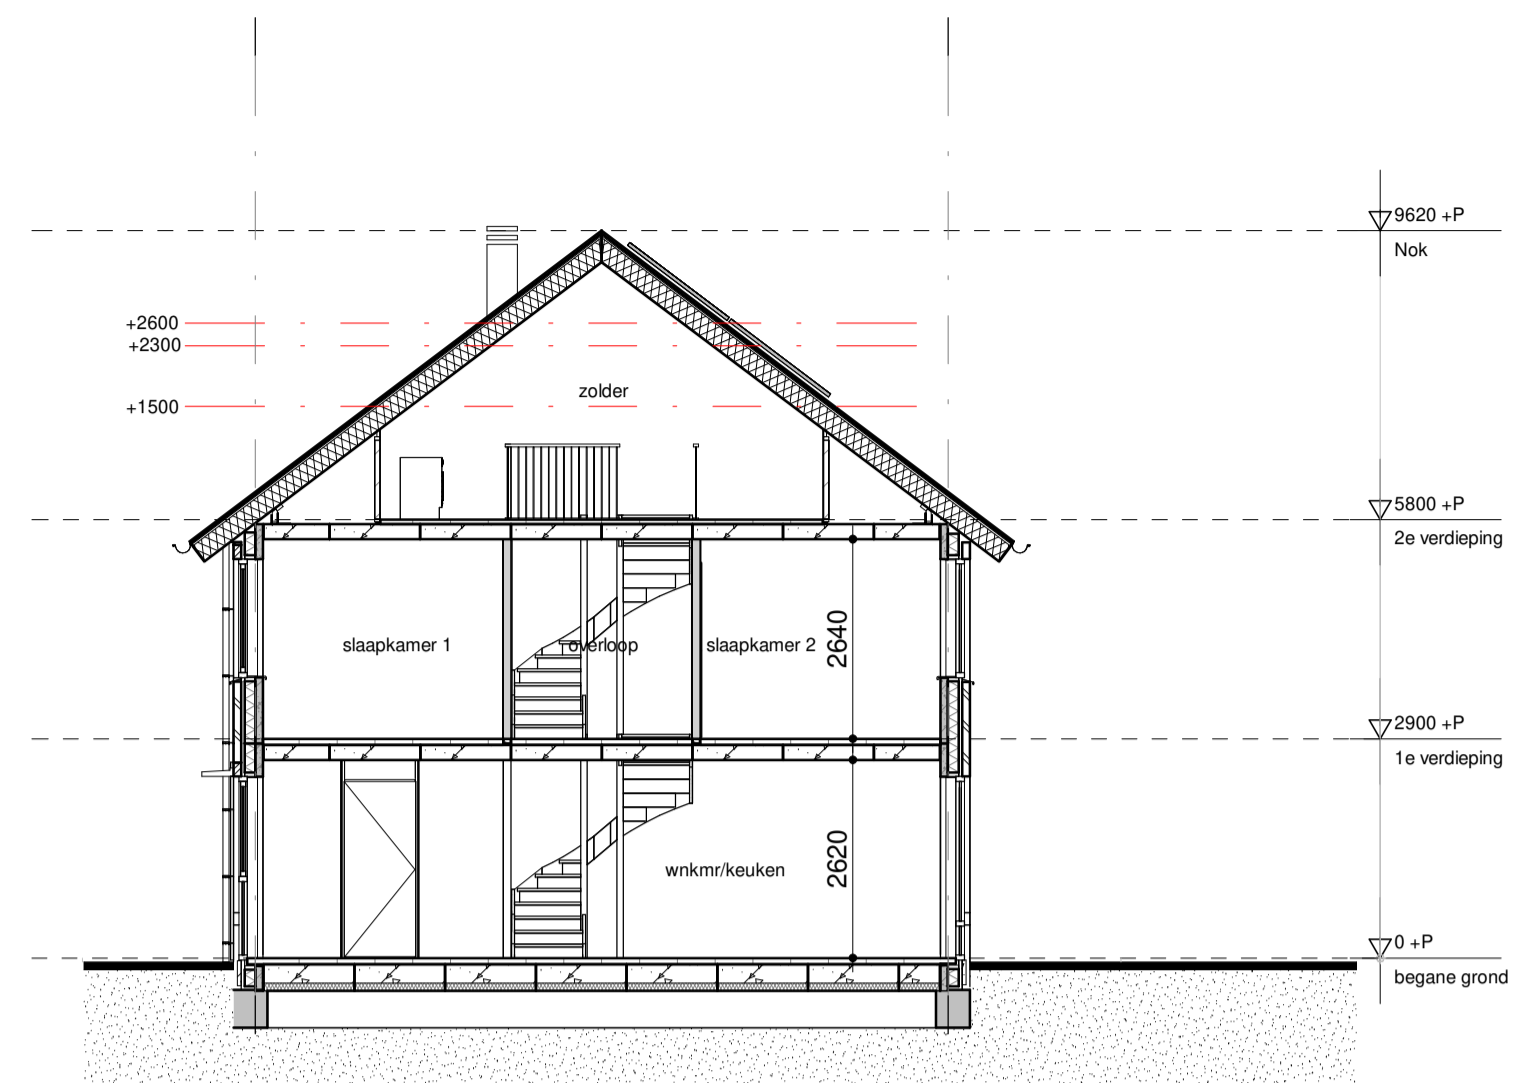 9620 +P
Nok
+2600
+2300
zolder
+1500
5800 +P
2e verdieping
slaapkamer 1
overloop
slaapkamer 2
2640
2900 +P
1e verdieping
wnkmr/keuken
2620
0 +P
begane grond